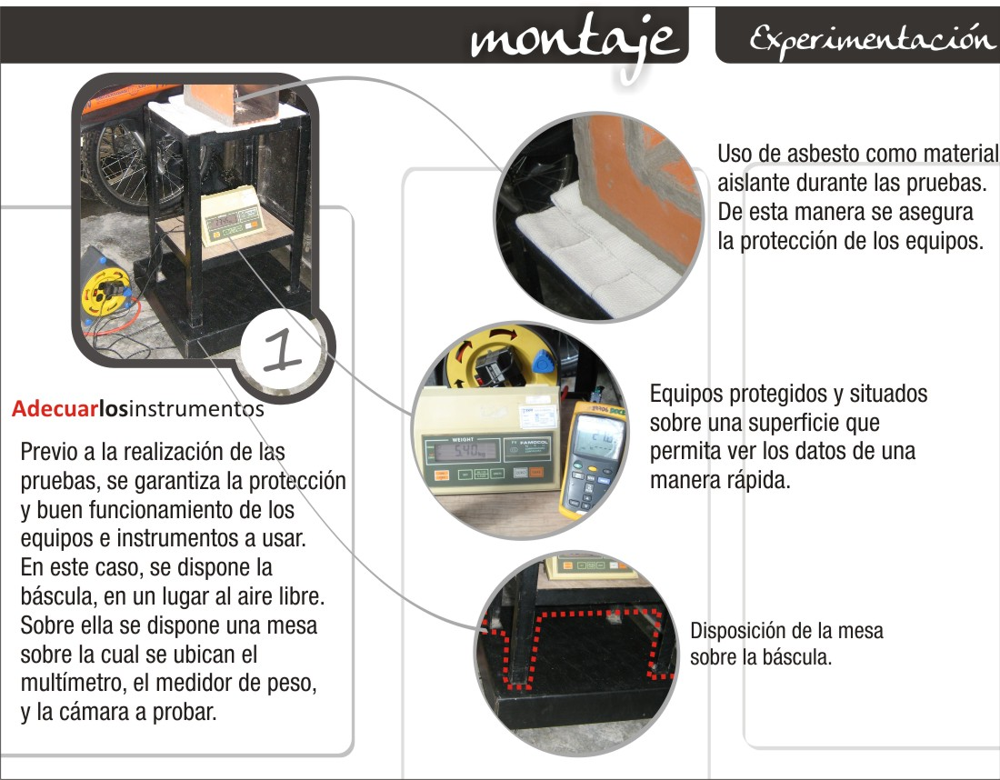 montaje
Experimentación
1
Adecuarlosinstrumentos
Previo a la realización de las
pruebas, se garantiza la protección
y buen funcionamiento de los
equipos e instrumentos a usar.
En este caso, se dispone la
báscula, en un lugar al aire libre.
Sobre ella se dispone una mesa
sobre la cual se ubican el
multímetro, el medidor de peso,
y la cámara a probar.
Uso de asbesto como material
aislante durante las pruebas.
De esta manera se asegura
la protección de los equipos.
WEIGHT
5.40
FAMOCOL
Equipos protegidos y situados
sobre una superficie que
permita ver los datos de una
manera rápida.
Disposición de la mesa
sobre la báscula.